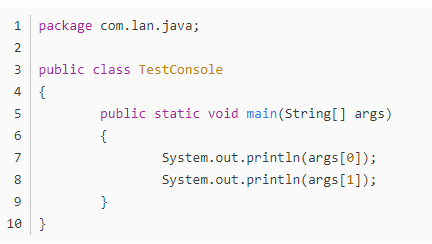 1 package com.lan.java;
2
3 public class TestConsole
4 {
5         public static void main(String[] args)
6         {
7                 System.out.println(args[0]);
8                 System.out.println(args[1]);
9         }
10 }